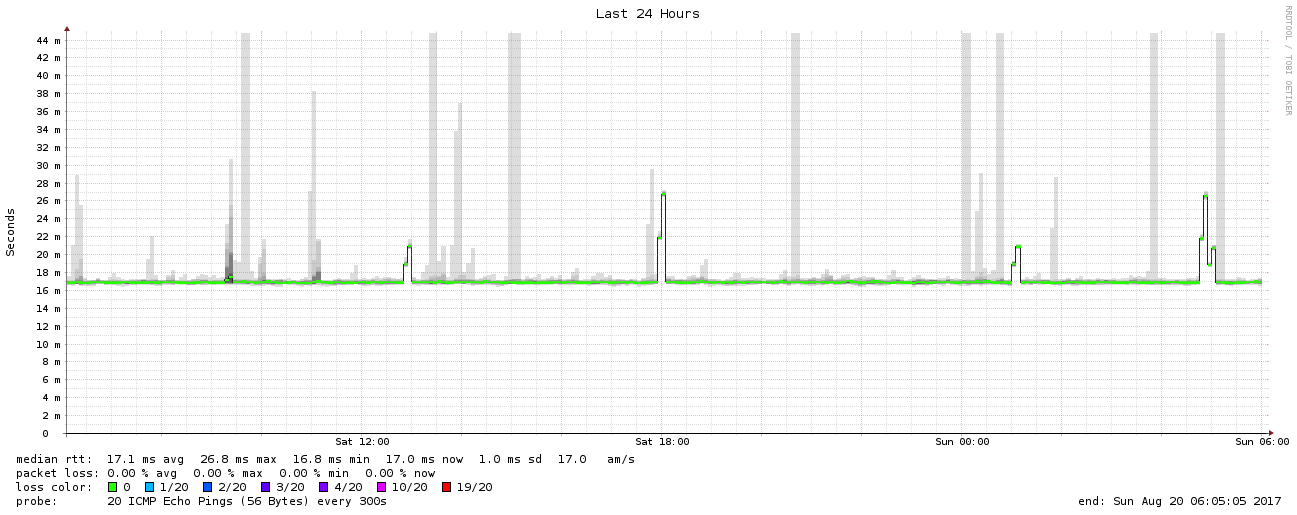 Last 24 Hours
RRDTOOL / TOBI OETIKER
Seconds
44 m
42 m
40 m
38 m
36 m
34 m
32 m
30 m
28 m
26 m
24 m
22 m
20 m
18 m
16 m
14 m
12 m
10 m
8 m
6 m
4 m
2 m
0
Sat 12:00 Sat 18:00 Sun 00:00 Sun 06:00
median rtt: 17.1 ms avg 26.8 ms max 16.8 ms min 17.0 ms now 1.0 ms sd 17.0 am/s
packet loss: 0.00 % avg 0.00 % max 0.00 % min 0.00 % now
loss color: 0 1/20 2/20 3/20 4/20 10/20 19/20
probe: 20 ICMP Echo Pings (56 Bytes) every 300s end: Sun Aug 20 06:05:05 2017